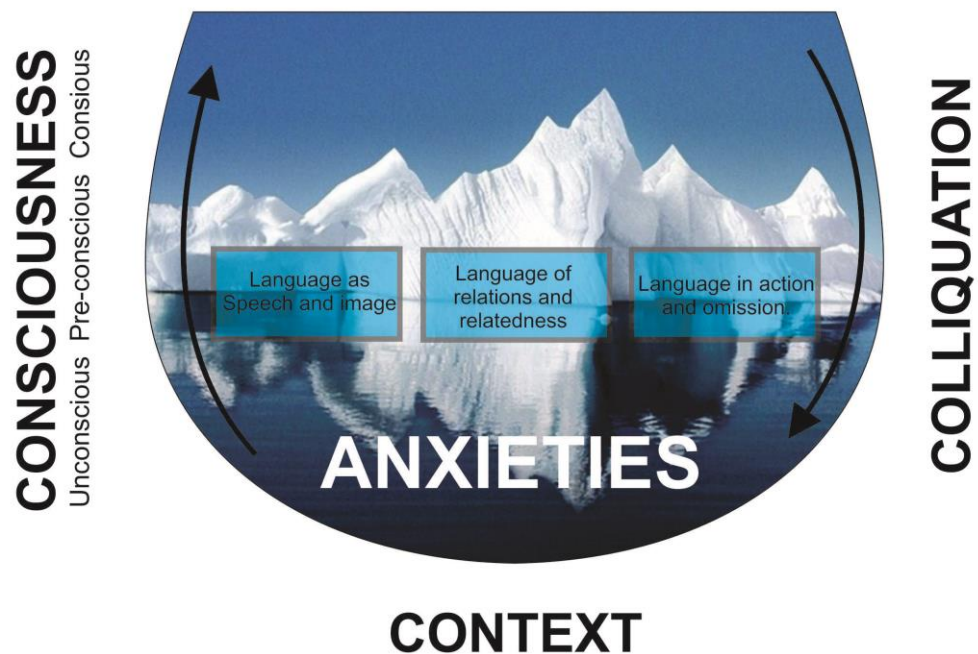 CONSCIOUSNESS
Unconscious Pre-conscious Consious
Language as
Speech and image
Language of
relations and
relatedness
Language in action
and omission.
ANXIETIES
COLLIQUATION
CONTEXT